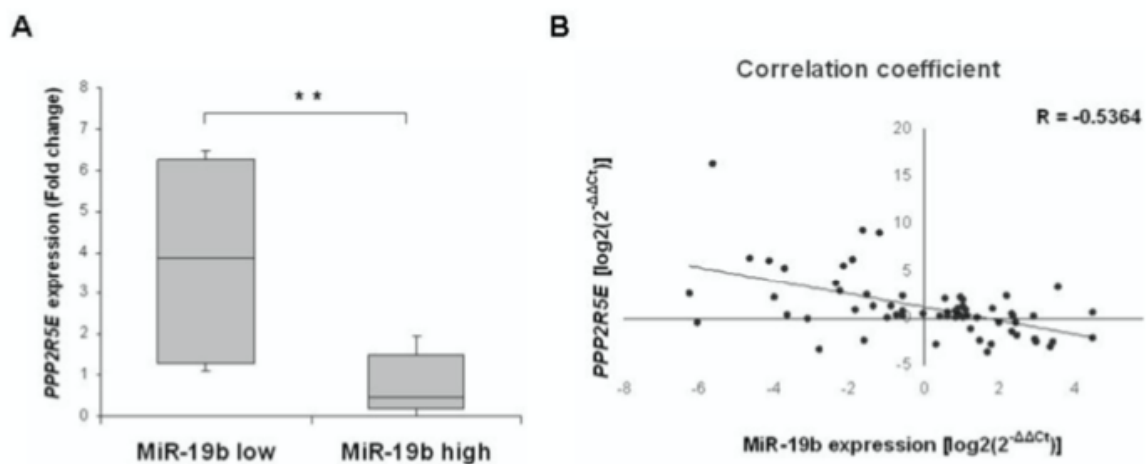 A
PPP2R5E expression (Fold change)
8
7
6
5
4
3
2
1
0
**
MiR-19b low
MiR-19b high
B
Correlation coefficient
R = -0.5364
PPP2R5E [log2(2^-ΔΔCt)]
20
15
10
5
0
-5
-8
-6
-4
-2
0
2
4
MiR-19b expression [log2(2^-ΔΔCt)]